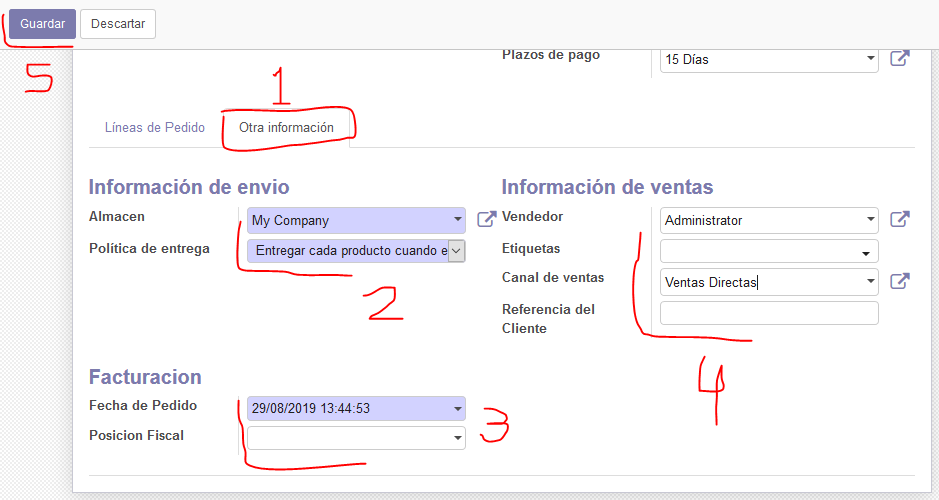 Guardar Descartar
5
Plazos de pago 15 Días
1
Líneas de Pedido Otra información
Información de envio Información de ventas
Almacen My Company Vendedor Administrator
Política de entrega Entregar cada producto cuando e Etiquetas
Canal de ventas Ventas Directas
2
Referencia del
Cliente
Facturacion
4
Fecha de Pedido 29/08/2019 13:44:53
3
Posicion Fiscal